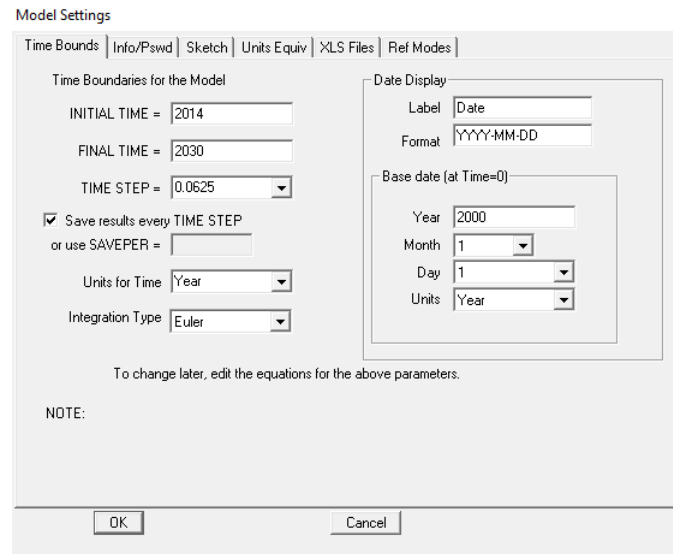 Model Settings
Time Bounds Info/Pswd Sketch Units Equiv XLS Files Ref Modes
Time Boundaries for the Model
INITIAL TIME = 2014
FINAL TIME = 2030
TIME STEP = 0.0625
Save results every TIME STEP
or use SAVEPER =
Units for Time Year
Integration Type Euler
Date Display
Label Date
Format YYYY-MM-DD
Base date (at Time=0)
Year 2000
Month 1
Day 1
Units Year
To change later, edit the equations for the above parameters.
NOTE:
OK Cancel